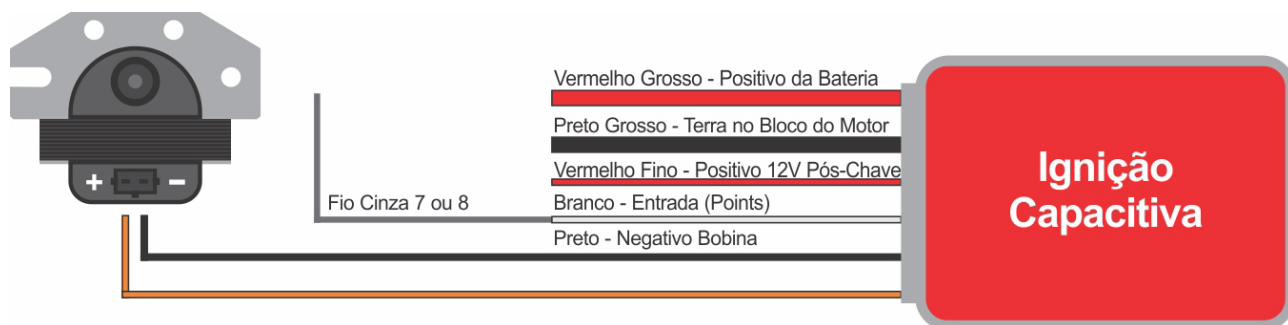 Vermelho Grosso - Positivo da Bateria
Preto Grosso - Terra no Bloco do Motor
Vermelho Fino - Positivo 12V Pós-Chave
Fio Cinza 7 ou 8
Branco - Entrada (Points)
Preto - Negativo Bobina
+ -
Ignição
Capacitiva